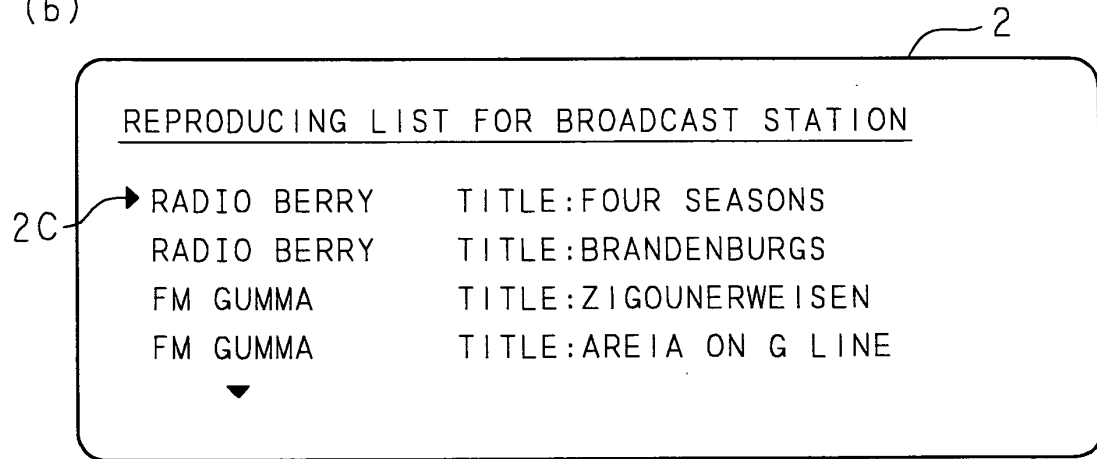 (b)
2
REPRODUCING LIST FOR BROADCAST STATION
2C
RADIO BERRY TITLE:FOUR SEASONS
RADIO BERRY TITLE:BRANDENBURGS
FM GUMMA TITLE:ZIGOUNERWEISEN
FM GUMMA TITLE:AREIA ON G LINE